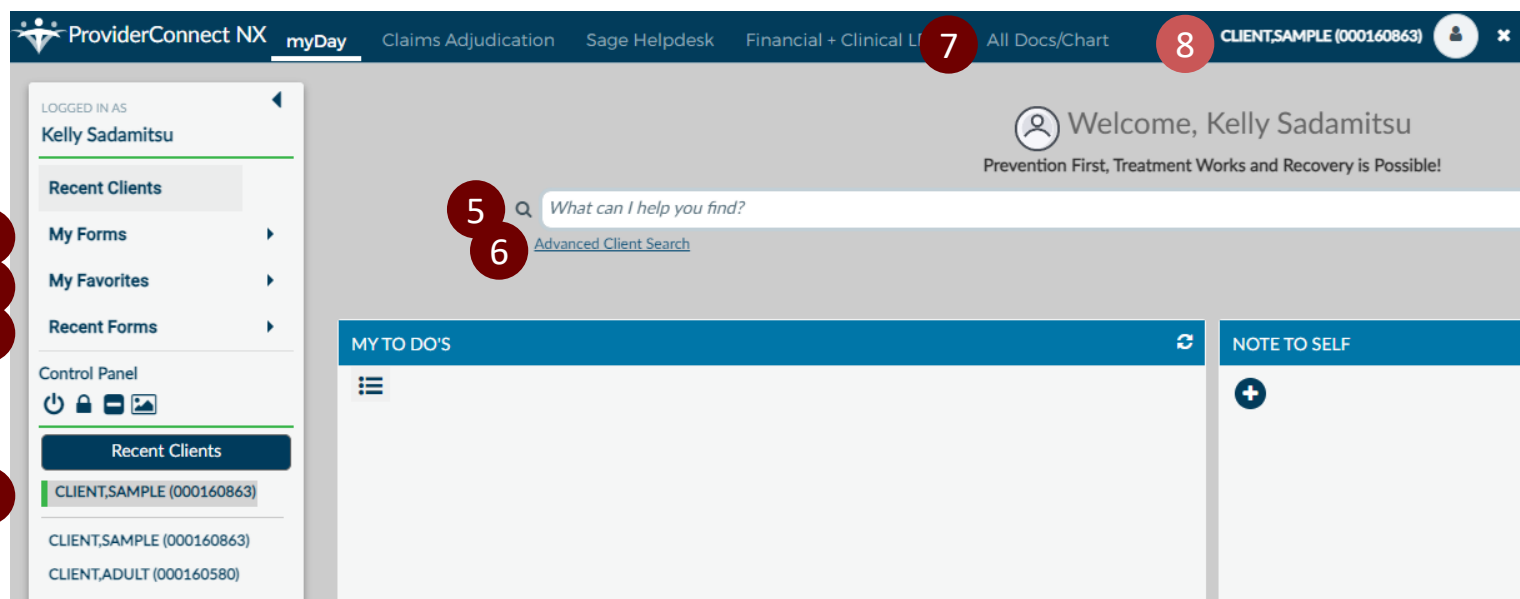 ProviderConnect NX myDay Claims Adjudication Sage Helpdesk Financial + Clinical 7 All Docs/Chart 8 CLIENT,SAMPLE (000160863)
LOGGED IN AS
Kelly Sadamitsu
Welcome, Kelly Sadamitsu
Prevention First, Treatment Works and Recovery is Possible!
Recent Clients
My Forms
My Favorites
Recent Forms
5 What can I help you find?
6 Advanced Client Search
Control Panel
Recent Clients
CLIENT,SAMPLE (000160863)
CLIENT,SAMPLE (000160863)
CLIENT,ADULT (000160580)
MY TO DO'S
NOTE TO SELF